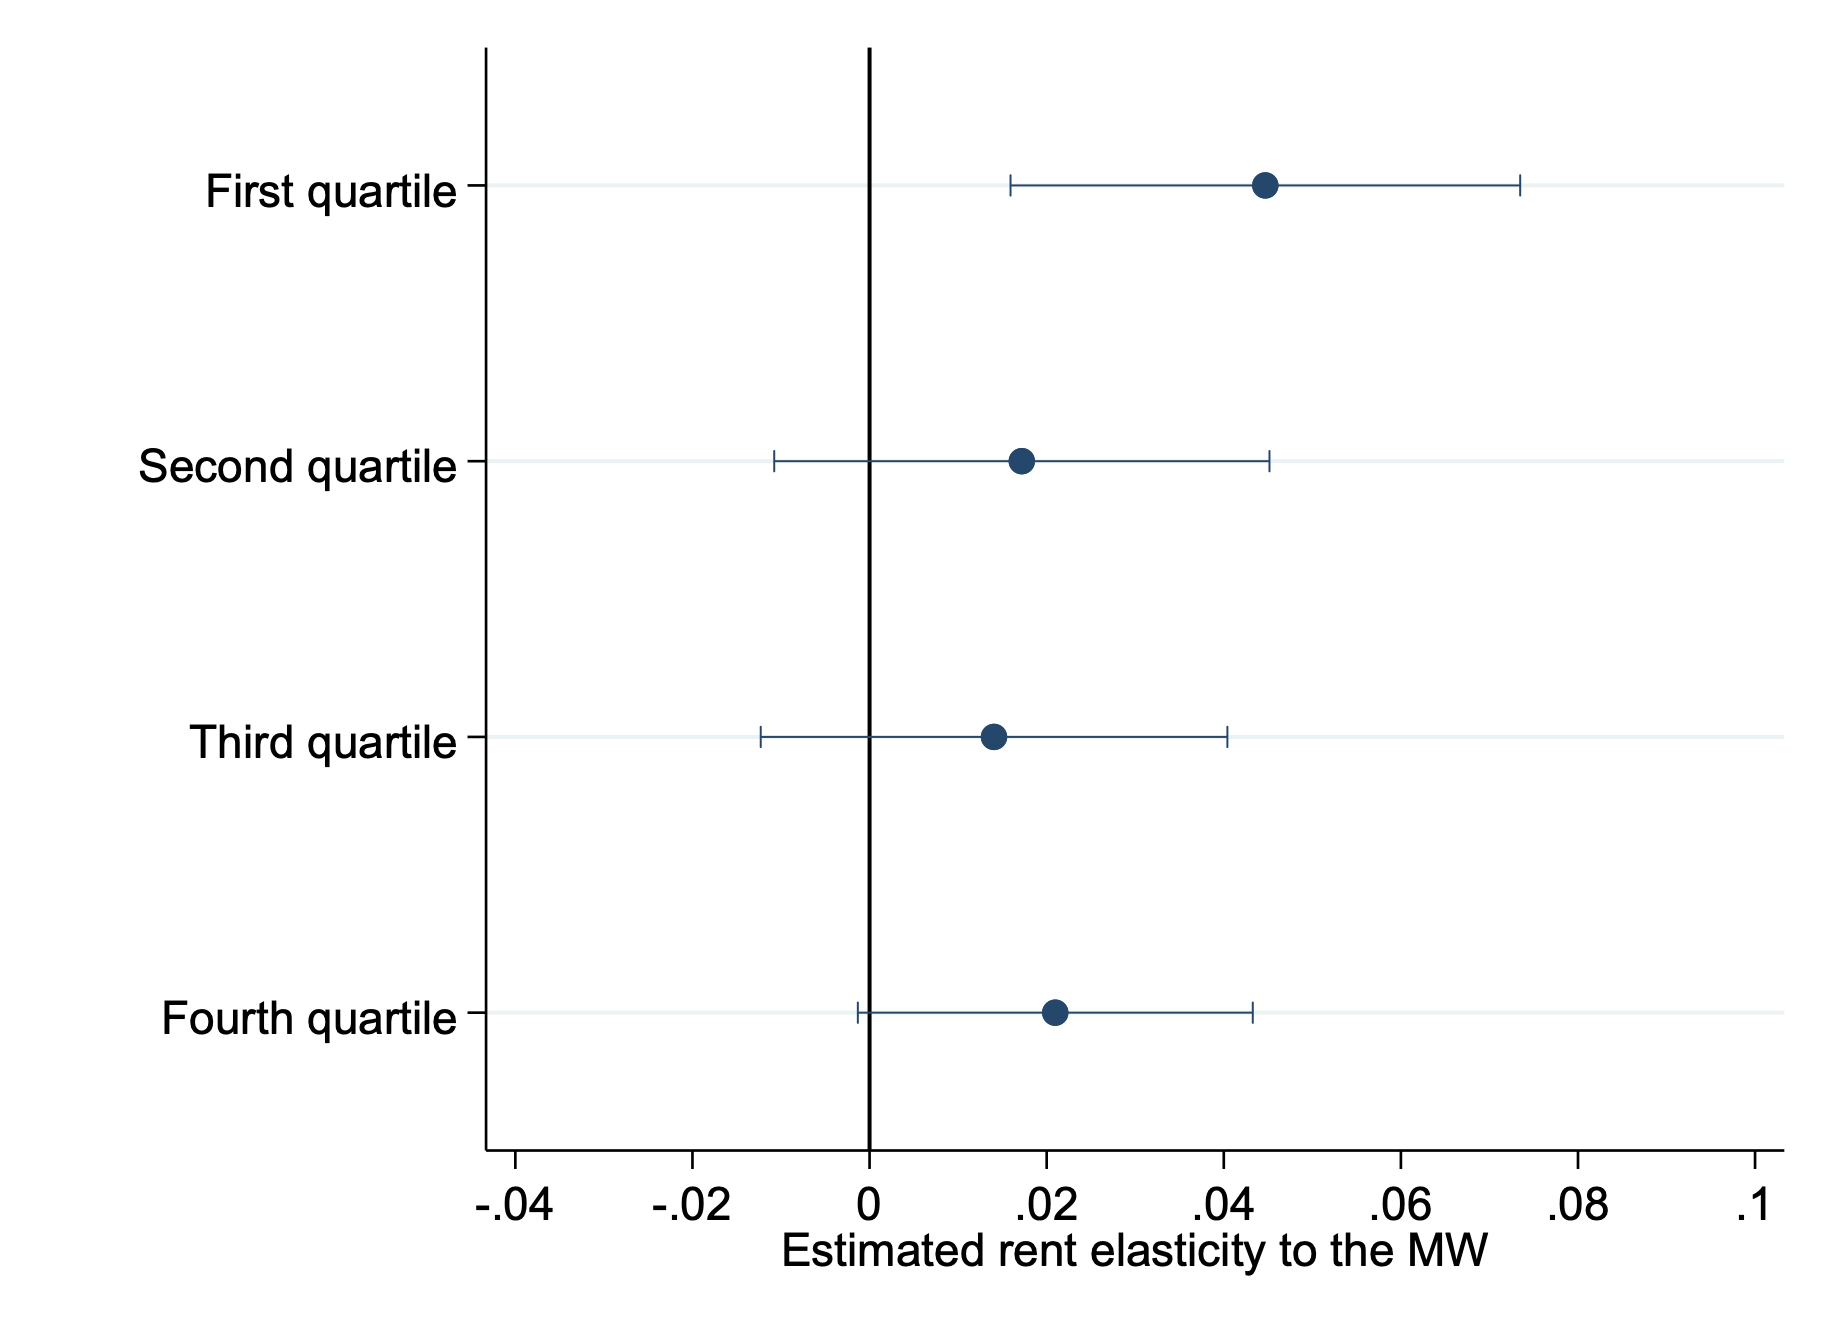 First quartile
Second quartile
Third quartile
Fourth quartile
-.04 -.02 0 .02 .04 .06 .08 .1
Estimated rent elasticity to the MW